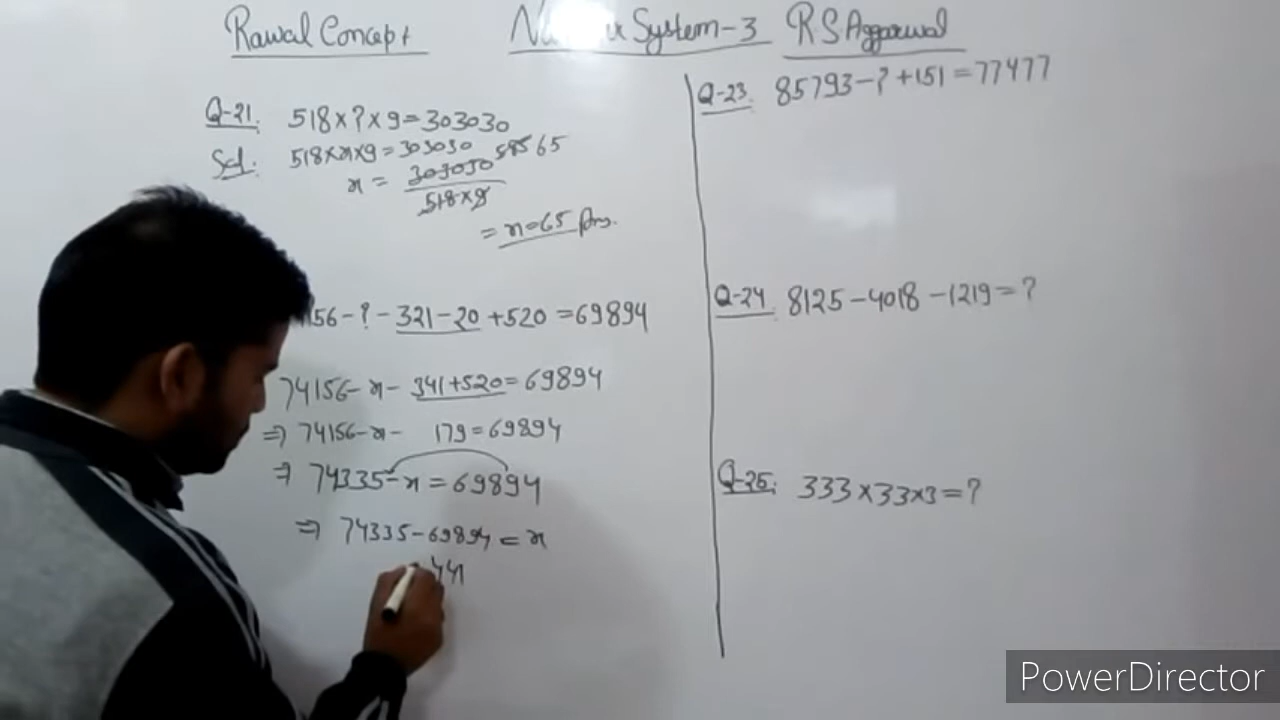 Rawal Concept System-3 RS Aggarwal
Q-21. 518×?×9=303030
Sol: 518×x×9=303030
585 65
x = 303030
518×9
= x=65 Ans.
156-?-321-20+520=69894
74156-x-341+520=69894
⇒ 74156-x- 179=69894
⇒ 74335-x=69894
⇒ 74335-69894=x
441
Q-23. 85793-?+151=77477
Q-24. 8125-4018-1219=?
Q-25: 333×33×3=?
PowerDirector